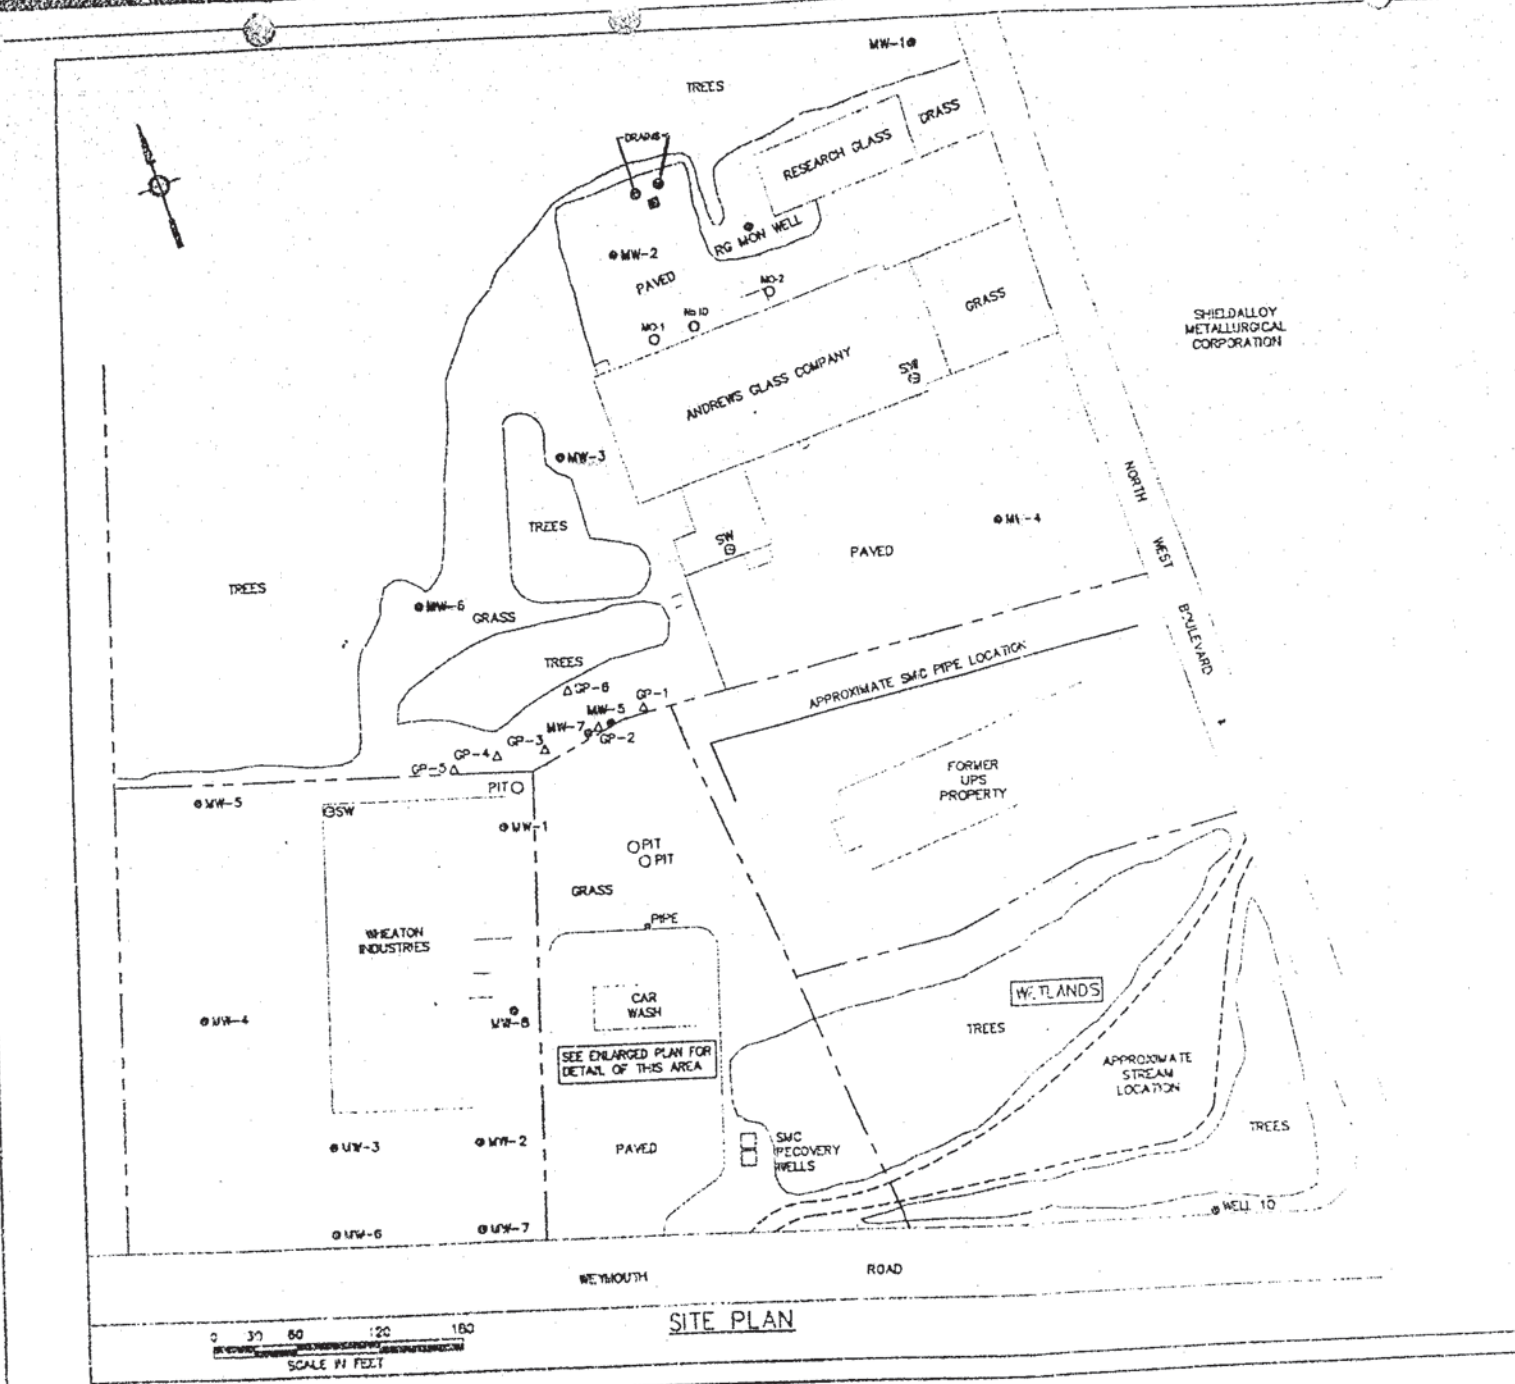 MW-1
TREES
DRAINS
GRASS
RESEARCH GLASS
RG MON WELL
MW-2
PAVED
MO-2
MO-1
No 10
GRASS
SHIELDALLOY
METALLURGICAL
CORPORATION
ANDREWS GLASS COMPANY
SW
MW-3
NORTH
WEST
BOULEVARD
TREES
SW
PAVED
MW-4
TREES
MW-6
GRASS
TREES
APPROXIMATE SMC PIPE LOCATION
GP-6
GP-1
MW-5
MW-7
GP-2
GP-3
GP-4
GP-5
PIT
MW-5
SW
MW-1
FORMER
UPS
PROPERTY
PIT
PIT
GRASS
PIPE
WHEATON
INDUSTRIES
CAR
WASH
WETLANDS
TREES
MW-4
MW-8
SEE ENLARGED PLAN FOR
DETAIL OF THIS AREA
APPROXIMATE
STREAM
LOCATION
TREES
MW-3
MW-2
PAVED
SMC
RECOVERY
WELLS
MW-6
MW-7
WELL 10
WEYMOUTH
ROAD
SITE PLAN
0 30 60 120 180
SCALE IN FEET